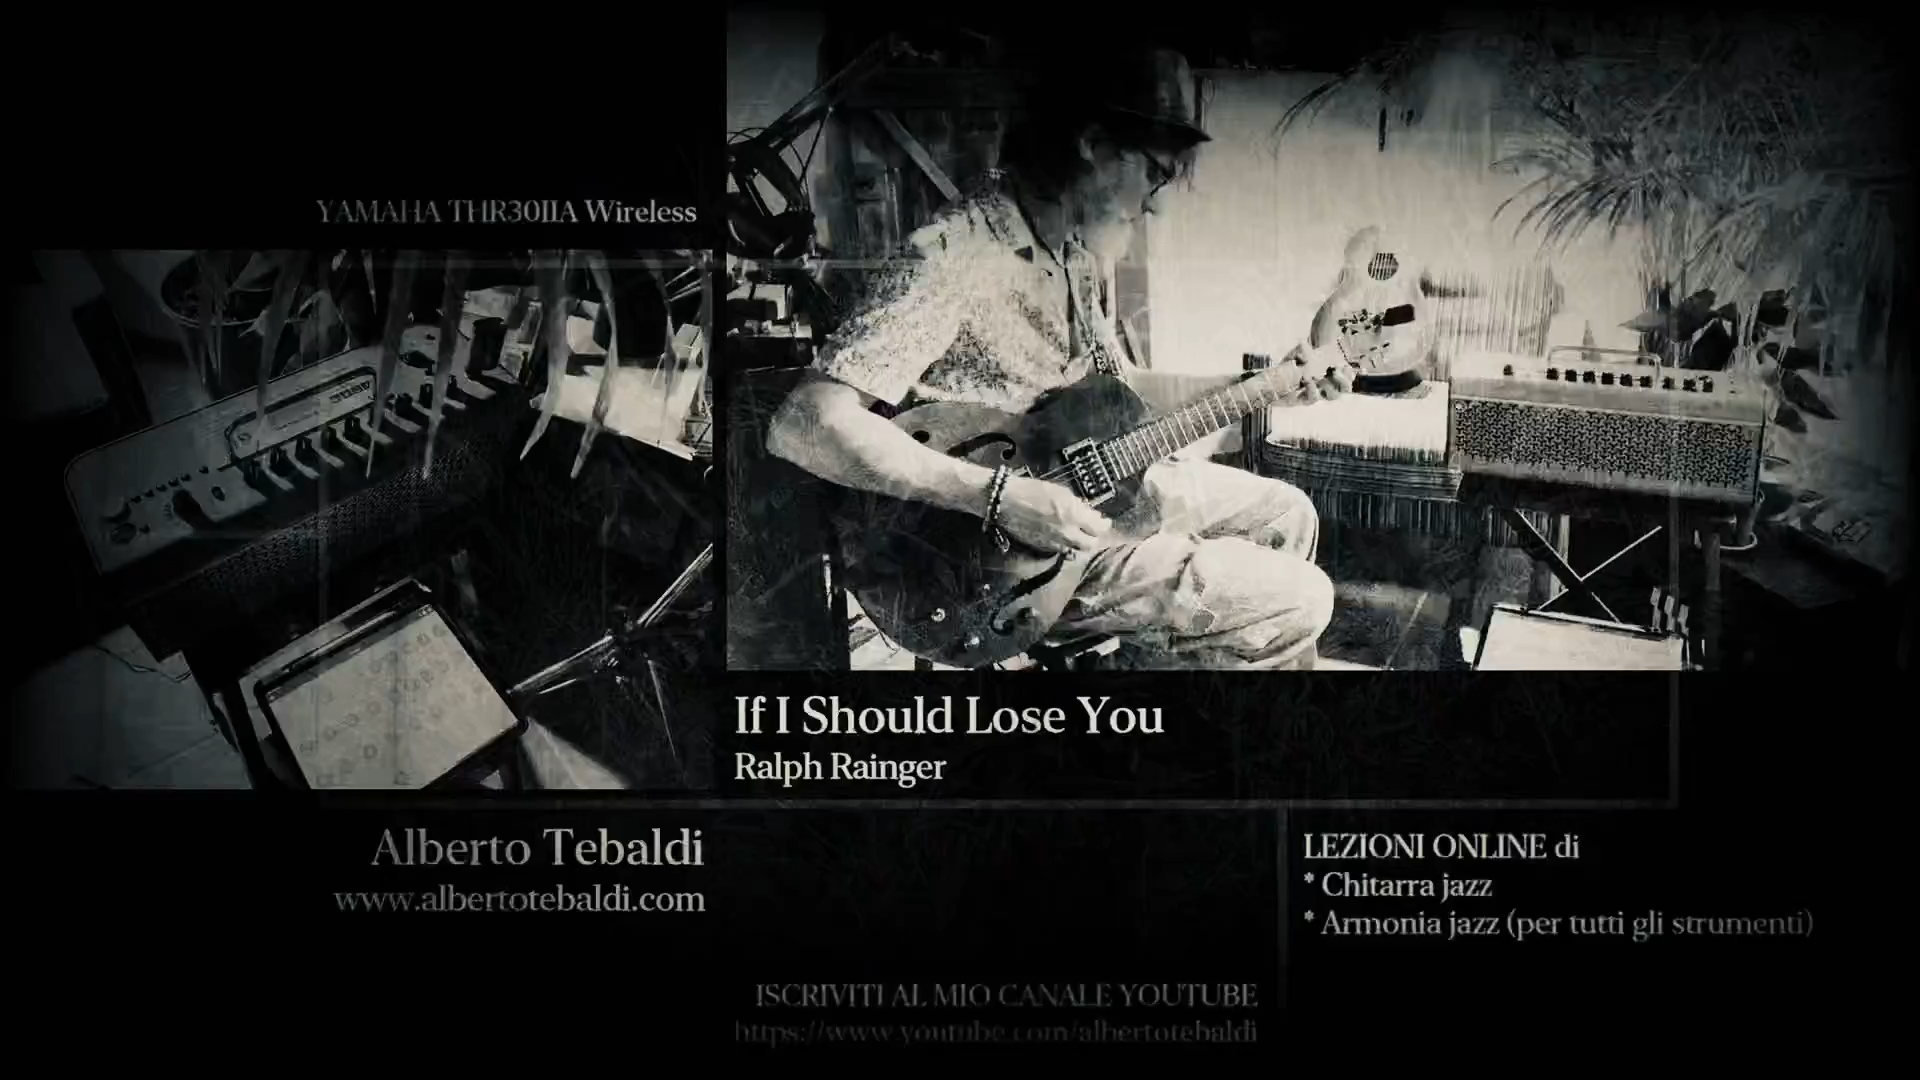 YAMAHA THR30IIA Wireless
If I Should Lose You
Ralph Rainger
Alberto Tebaldi
www.albertotebaldi.com
LEZIONI ONLINE di
* Chitarra jazz
* Armonia jazz (per tutti gli strumenti)
ISCRIVITI AL MIO CANALE YOUTUBE
https://www.youtube.com/albertotebaldi